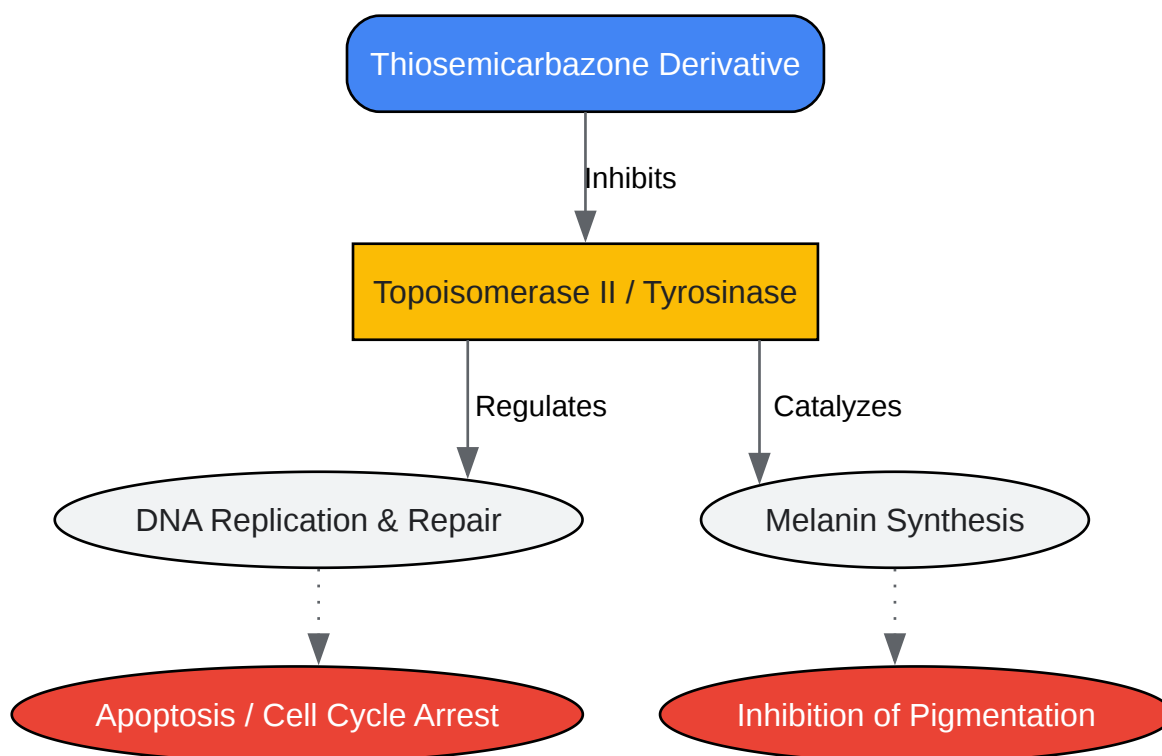 Thiosemicarbazone Derivative
Inhibits
Topoisomerase II / Tyrosinase
Regulates
Catalyzes
DNA Replication & Repair
Melanin Synthesis
Apoptosis / Cell Cycle Arrest
Inhibition of Pigmentation